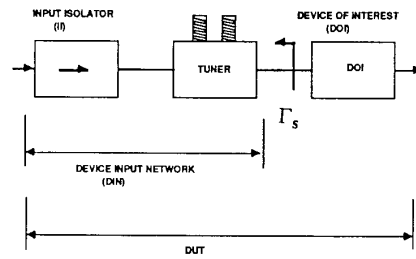 INPUT ISOLATOR
(II)
DEVICE OF INTEREST
(DOI)
TUNER
DOI
Γs
DEVICE INPUT NETWORK
(DIN)
DUT